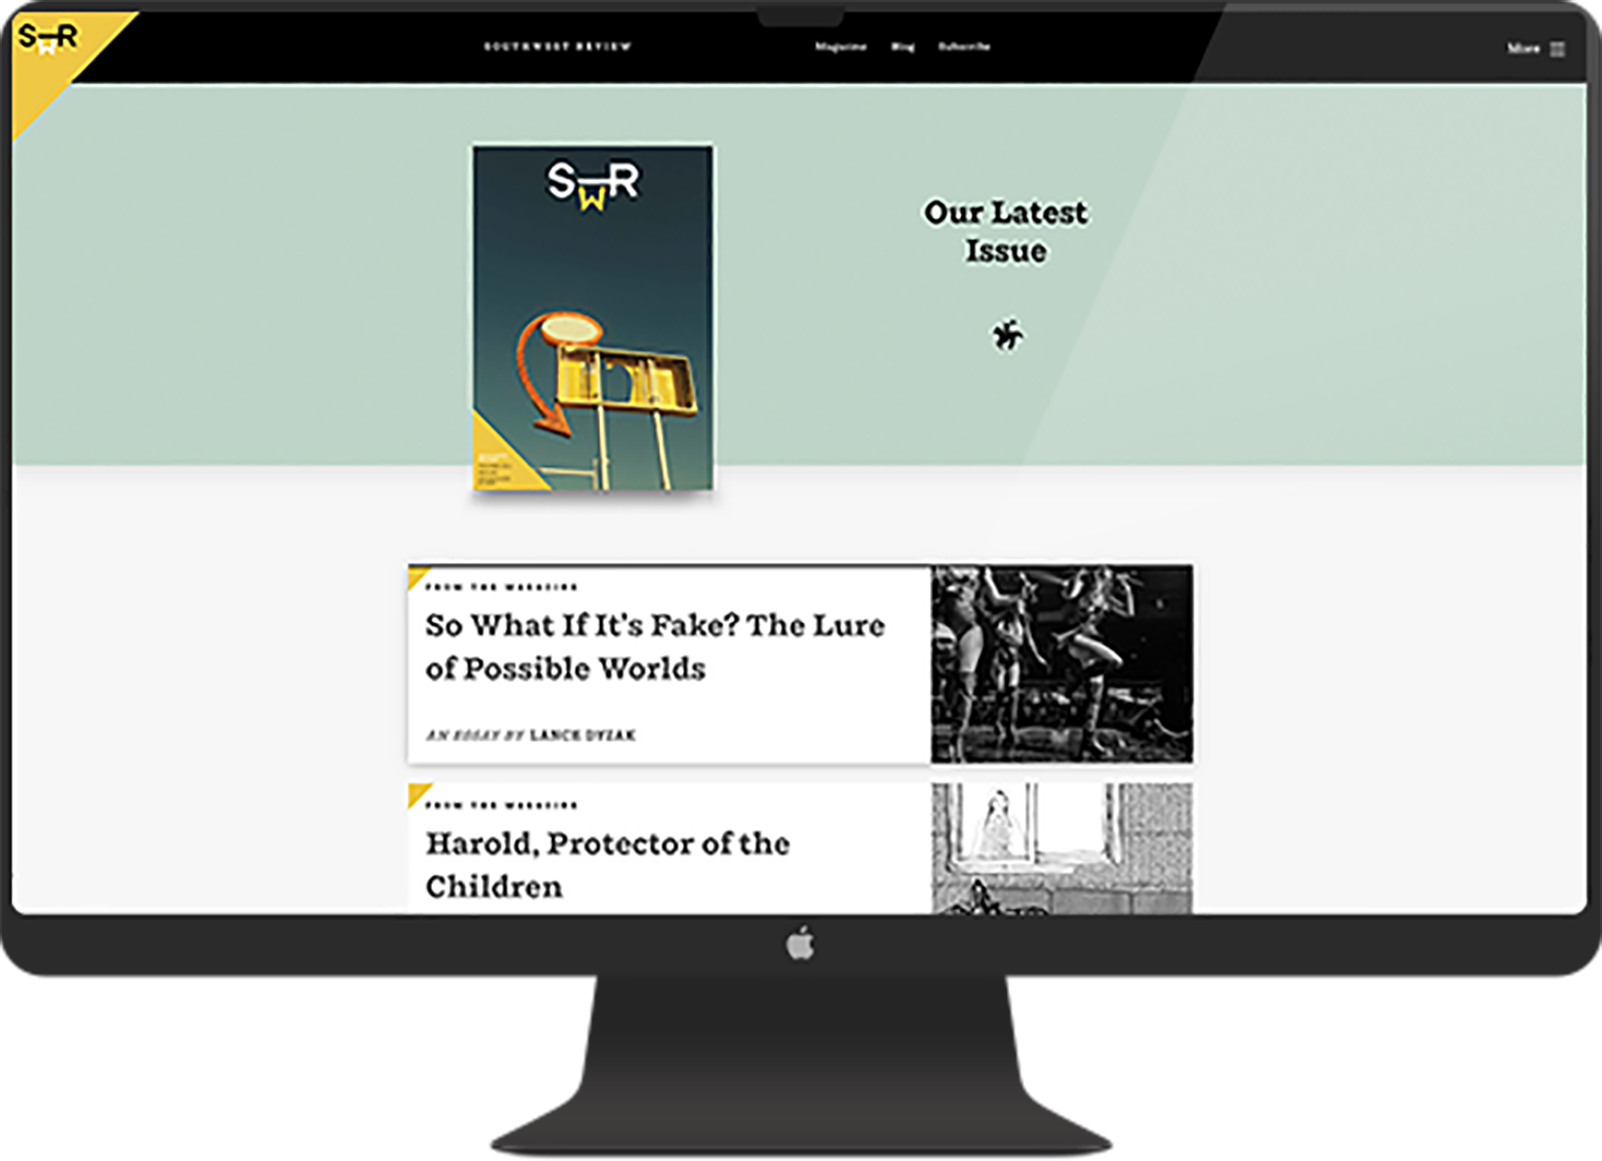 SWR
SOUTHWEST REVIEW
Magazine Blog Subscribe
More
SWR
Our Latest
Issue
FROM THE MAGAZINE
So What If It's Fake? The Lure
of Possible Worlds
AN ESSAY BY LANCE DYZAK
FROM THE MAGAZINE
Harold, Protector of the
Children